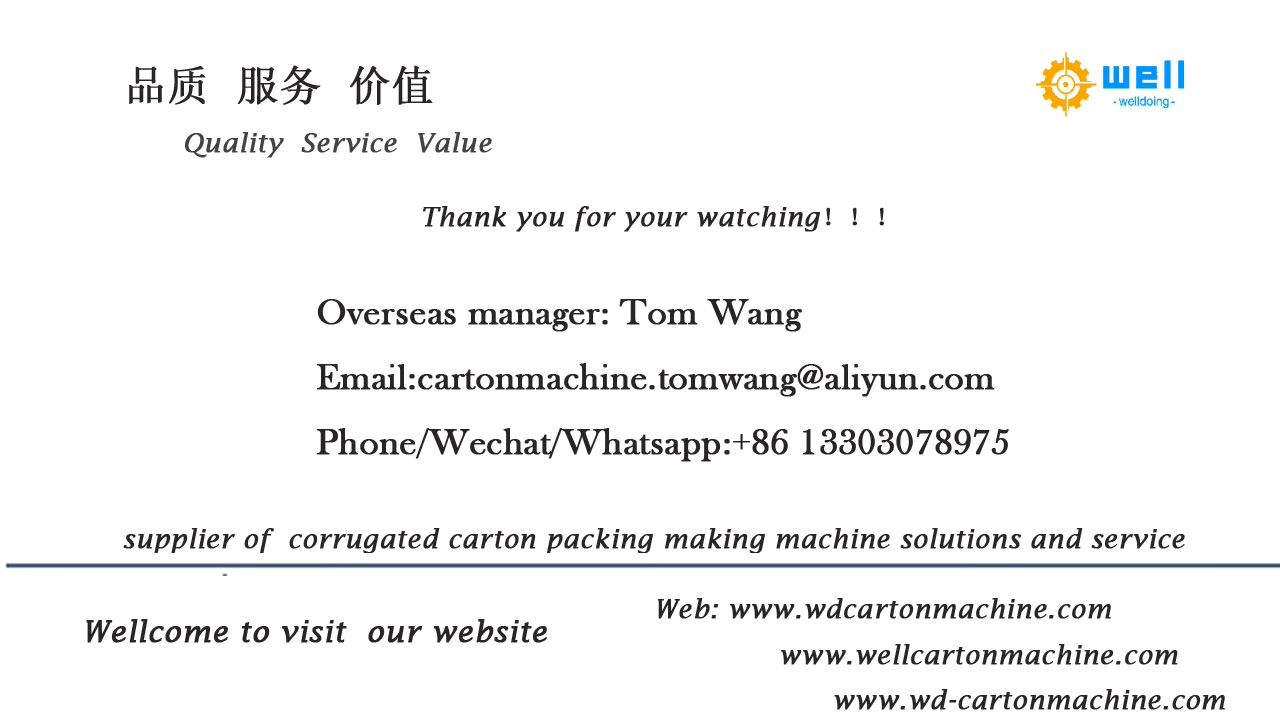 品质 服务 价值
Quality Service Value
well
-welldoing-
Thank you for your watching！！！
Overseas manager: Tom Wang
Email:cartonmachine.tomwang@aliyun.com
Phone/Wechat/Whatsapp:+86 13303078975
supplier of corrugated carton packing making machine solutions and service
Wellcome to visit our website
Web: www.wdcartonmachine.com
www.wellcartonmachine.com
www.wd-cartonmachine.com